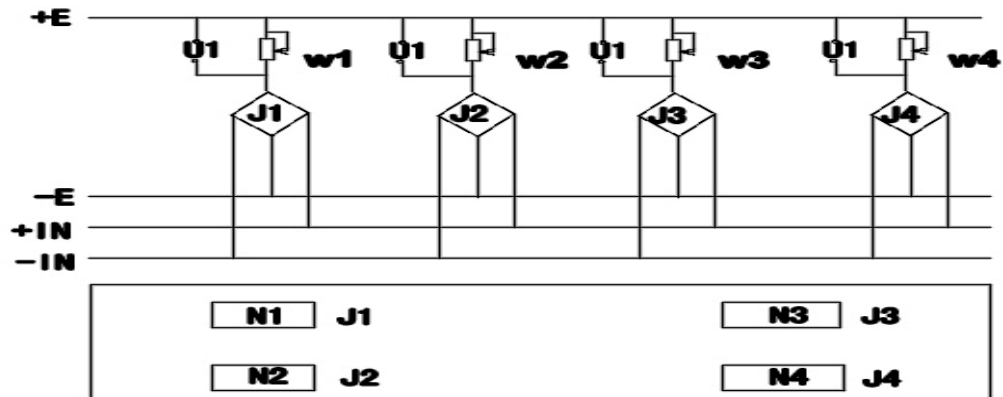 +E
U1 w1 U1 w2 U1 w3 U1 w4
J1 J2 J3 J4
-E
+IN
-IN
N1 J1 N3 J3
N2 J2 N4 J4